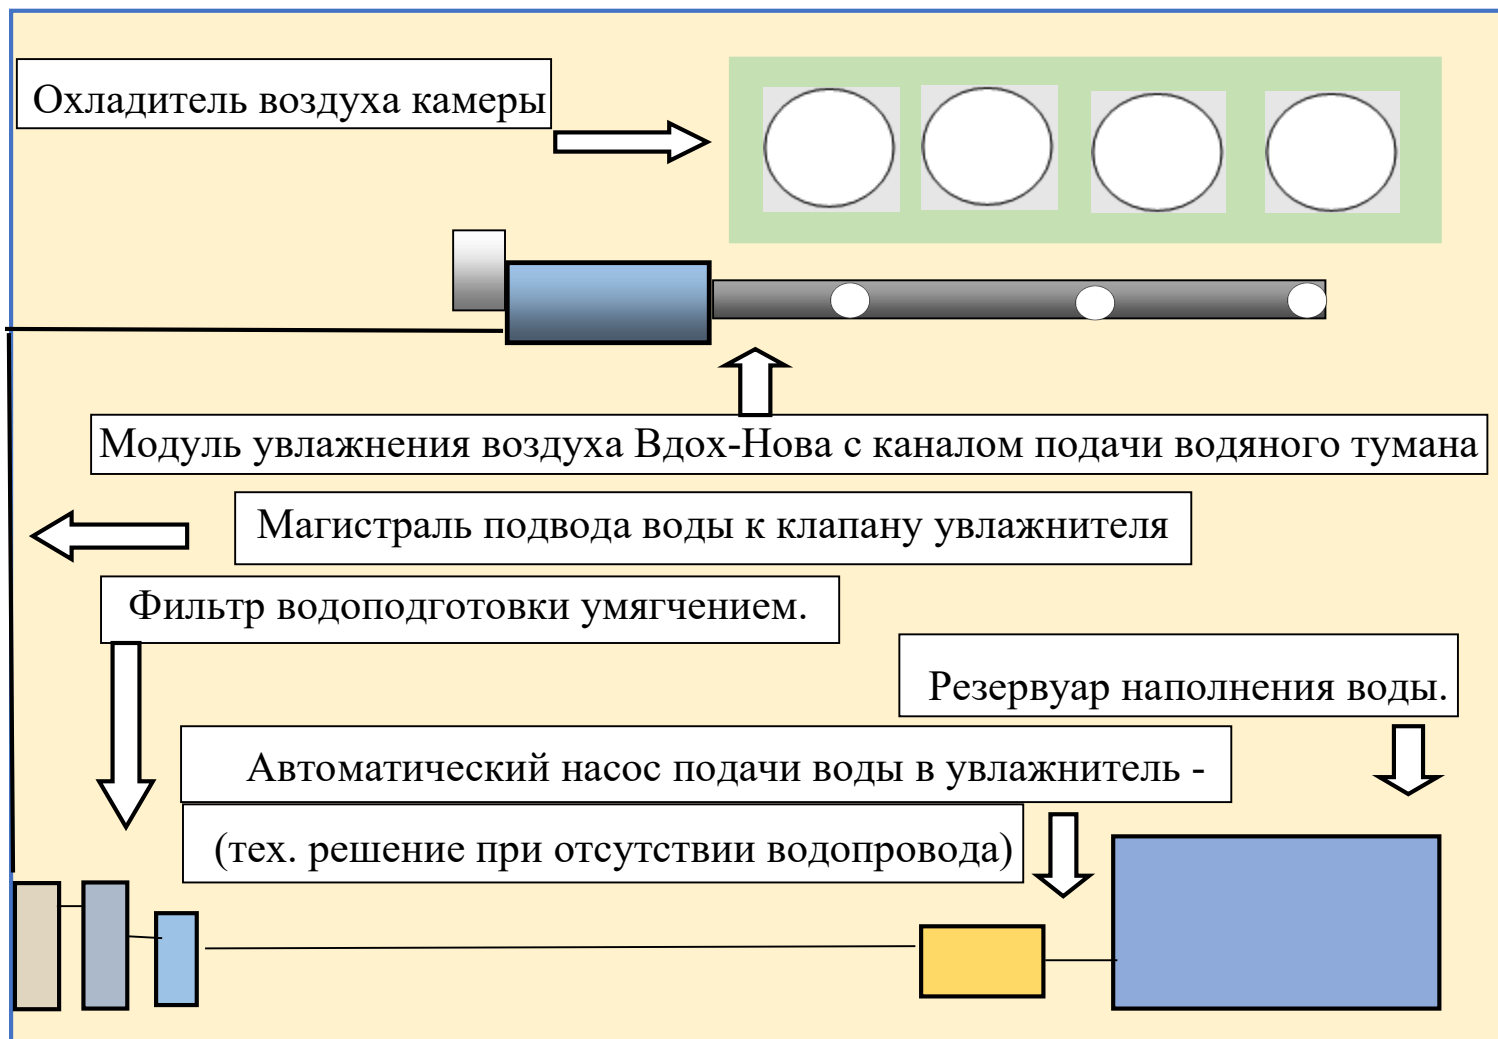 Охладитель воздуха камеры
Модуль увлажнения воздуха Вдох-Нова с каналом подачи водяного тумана
Магистраль подвода воды к клапану увлажнителя
Фильтр водоподготовки умягчением.
Резервуар наполнения воды.
Автоматический насос подачи воды в увлажнитель -
(тех. решение при отсутствии водопровода)